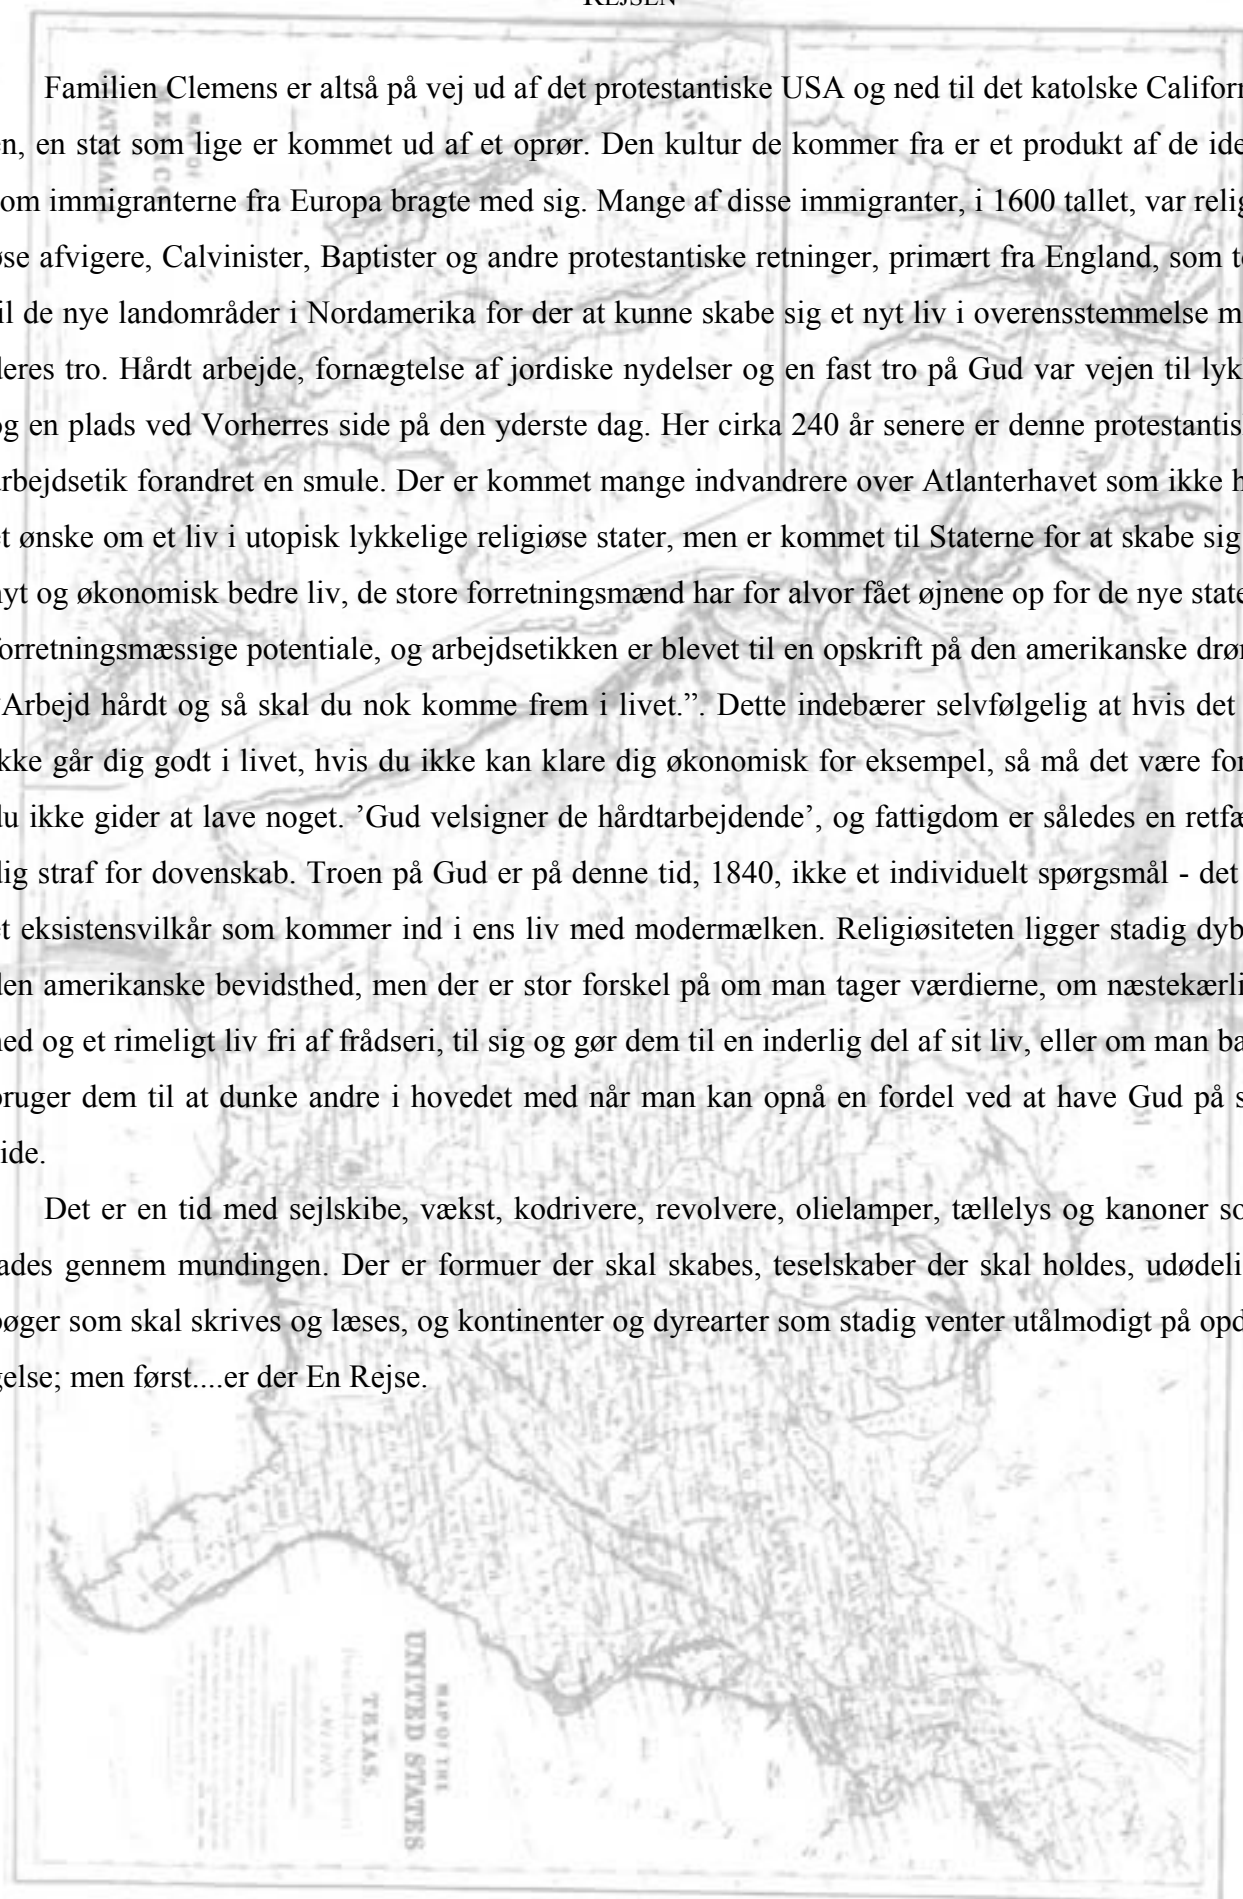 REJSEN
Familien Clemens er altså på vej ud af det protestantiske USA og ned til det katolske Californ
en, en stat som lige er kommet ud af et oprør. Den kultur de kommer fra er et produkt af de ide
om immigranterne fra Europa bragte med sig. Mange af disse immigranter, i 1600 tallet, var relig
øse afvigere, Calvinister, Baptister og andre protestantiske retninger, primært fra England, som t
il de nye landområder i Nordamerika for der at kunne skabe sig et nyt liv i overensstemmelse m
deres tro. Hårdt arbejde, fornægtelse af jordiske nydelser og en fast tro på Gud var vejen til lyk
og en plads ved Vorherres side på den yderste dag. Her cirka 240 år senere er denne protestantis
arbejdsetik forandret en smule. Der er kommet mange indvandrere over Atlanterhavet som ikke h
et ønske om et liv i utopisk lykkelige religiøse stater, men er kommet til Staterne for at skabe sig
nyt og økonomisk bedre liv, de store forretningsmænd har for alvor fået øjnene op for de nye state
forretningsmæssige potentiale, og arbejdsetikken er blevet til en opskrift på den amerikanske drøm
"Arbejd hårdt og så skal du nok komme frem i livet.". Dette indebærer selvfølgelig at hvis det
ikke går dig godt i livet, hvis du ikke kan klare dig økonomisk for eksempel, så må det være for
du ikke gider at lave noget. ’Gud velsigner de hårdtarbejdende’, og fattigdom er således en retfæ
dig straf for dovenskab. Troen på Gud er på denne tid, 1840, ikke et individuelt spørgsmål - det
et eksistensvilkår som kommer ind i ens liv med modermælken. Religiøsiteten ligger stadig dyb
den amerikanske bevidsthed, men der er stor forskel på om man tager værdierne, om næstekærli
hed og et rimeligt liv fri af frådseri, til sig og gør dem til en inderlig del af sit liv, eller om man ba
bruger dem til at dunke andre i hovedet med når man kan opnå en fordel ved at have Gud på s
ide.
Det er en tid med sejlskibe, vækst, kodrivere, revolvere, olielamper, tællelys og kanoner so
lades gennem mundingen. Der er formuer der skal skabes, teselskaber der skal holdes, udødeli
bøger som skal skrives og læses, og kontinenter og dyrearter som stadig venter utålmodigt på opd
gelse; men først....er der En Rejse.
MAP OF THE
UNITED STATES
TEXAS,